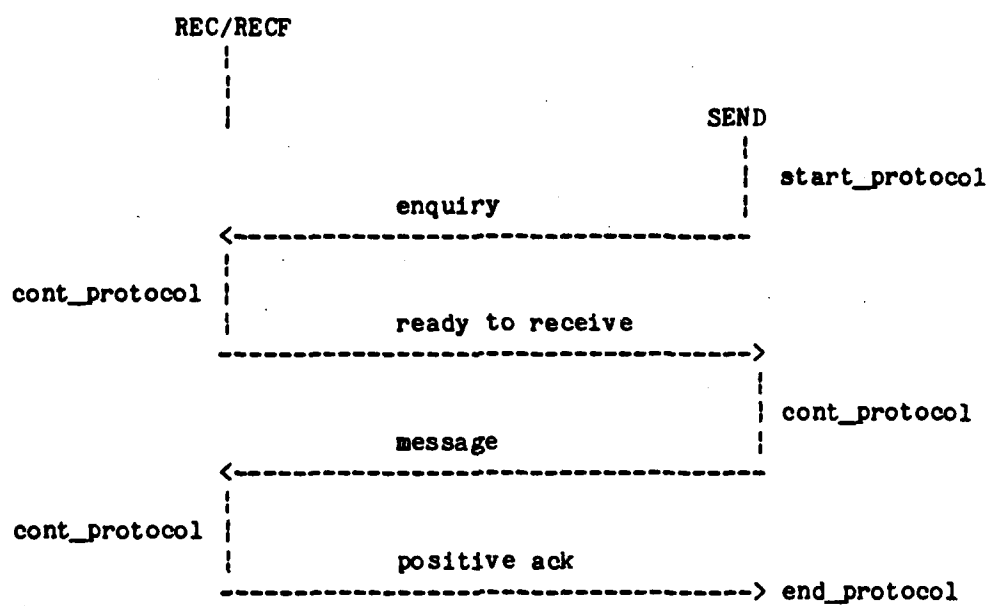 REC/RECF
SEND
start_protocol
enquiry
cont_protocol
ready to receive
cont_protocol
message
cont_protocol
positive ack
end_protocol